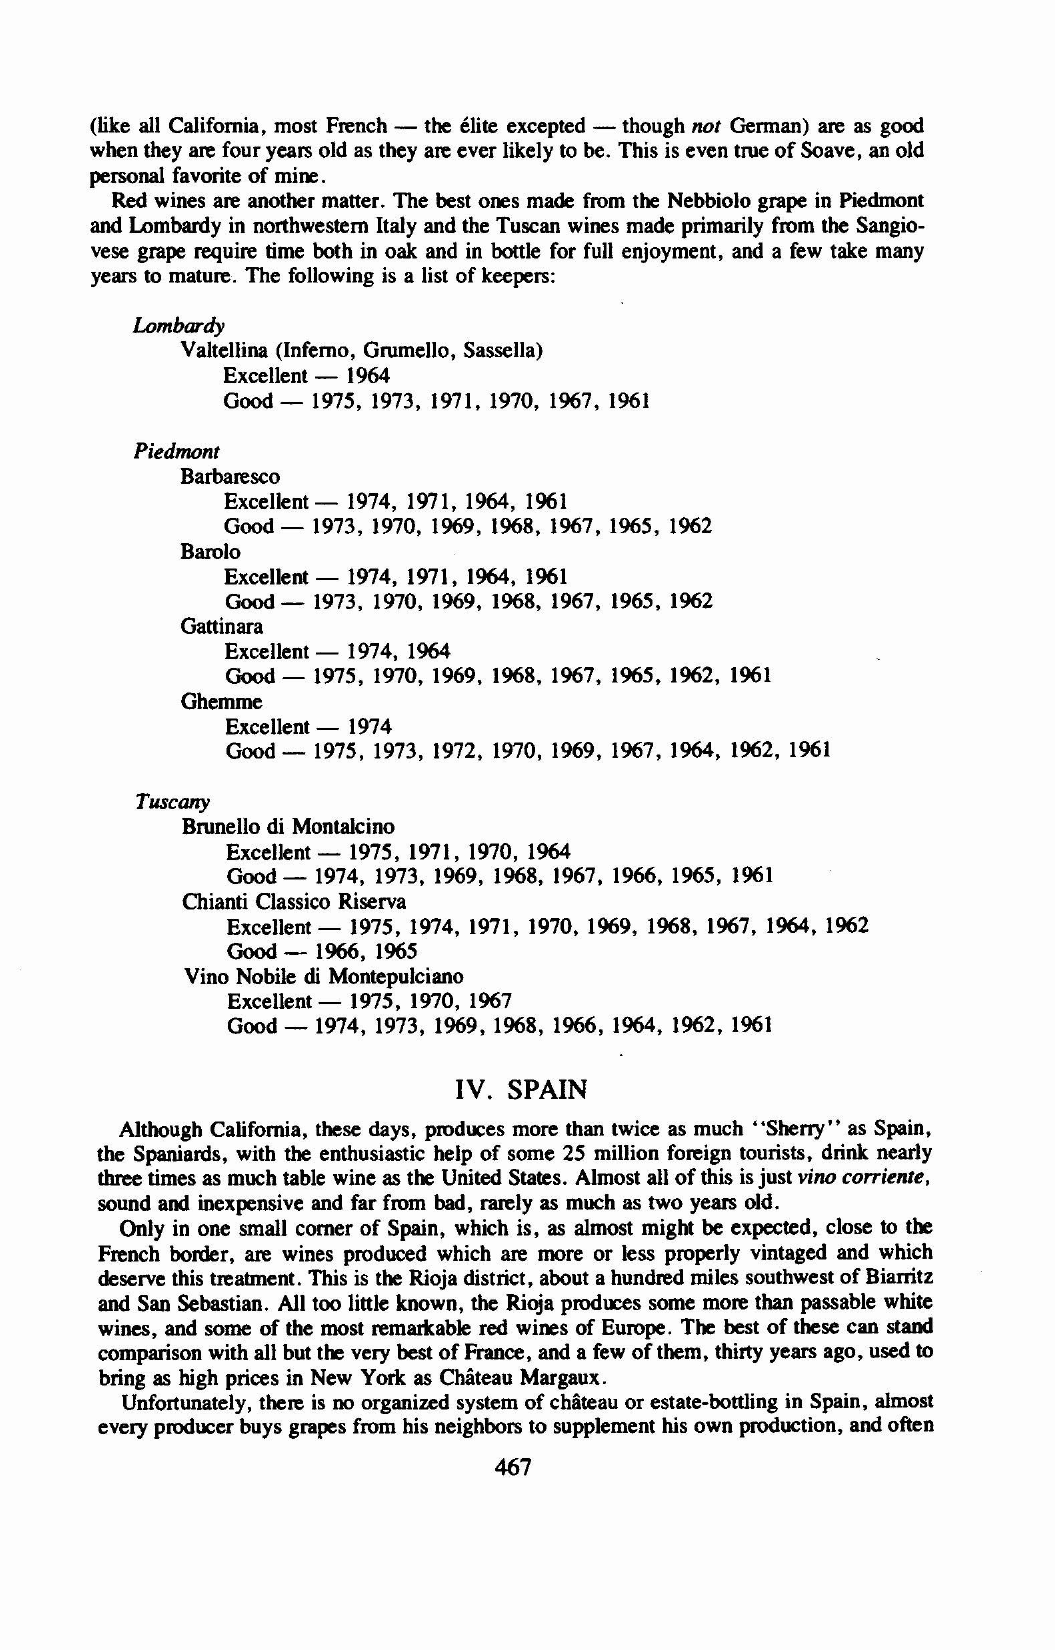 (like all California, most French — the élite excepted — though not German) are as good
when they are four years old as they are ever likely to be. This is even true of Soave, an old
personal favorite of mine.
Red wines are another matter. The best ones made from the Nebbiolo grape in Piedmont
and Lombardy in northwestern Italy and the Tuscan wines made primarily from the Sangio-
vese grape require time both in oak and in bottle for full enjoyment, and a few take many
years to mature. The following is a list of keepers:
Lombardy
Valtellina (Inferno, Grumello, Sassella)
Excellent — 1964
Good — 1975, 1973, 1971, 1970, 1967, 1961
Piedmont
Barbaresco
Excellent — 1974, 1971, 1964, 1961
Good — 1973, 1970, 1969, 1968, 1967, 1965, 1962
Barolo
Excellent — 1974, 1971, 1964, 1961
Good — 1973, 1970, 1969, 1968, 1967, 1965, 1962
Gattinara
Excellent — 1974, 1964
Good — 1975, 1970, 1969, 1968, 1967, 1965, 1962, 1961
Ghemme
Excellent — 1974
Good — 1975, 1973, 1972, 1970, 1969, 1967, 1964, 1962, 1961
Tuscany
Brunello di Montalcino
Excellent — 1975, 1971, 1970, 1964
Good — 1974, 1973, 1969, 1968, 1967, 1966, 1965, 1961
Chianti Classico Riserva
Excellent — 1975, 1974, 1971, 1970, 1969, 1968, 1967, 1964, 1962
Good — 1966, 1965
Vino Nobile di Montepulciano
Excellent — 1975, 1970, 1967
Good — 1974, 1973, 1969, 1968, 1966, 1964, 1962, 1961
IV. SPAIN
Although California, these days, produces more than twice as much "Sherry" as Spain,
the Spaniards, with the enthusiastic help of some 25 million foreign tourists, drink nearly
three times as much table wine as the United States. Almost all of this is just vino corriente,
sound and inexpensive and far from bad, rarely as much as two years old.
Only in one small corner of Spain, which is, as almost might be expected, close to the
French border, are wines produced which are more or less properly vintaged and which
deserve this treatment. This is the Rioja district, about a hundred miles southwest of Biarritz
and San Sebastian. All too little known, the Rioja produces some more than passable white
wines, and some of the most remarkable red wines of Europe. The best of these can stand
comparison with all but the very best of France, and a few of them, thirty years ago, used to
bring as high prices in New York as Château Margaux.
Unfortunately, there is no organized system of château or estate-bottling in Spain, almost
every producer buys grapes from his neighbors to supplement his own production, and often
467